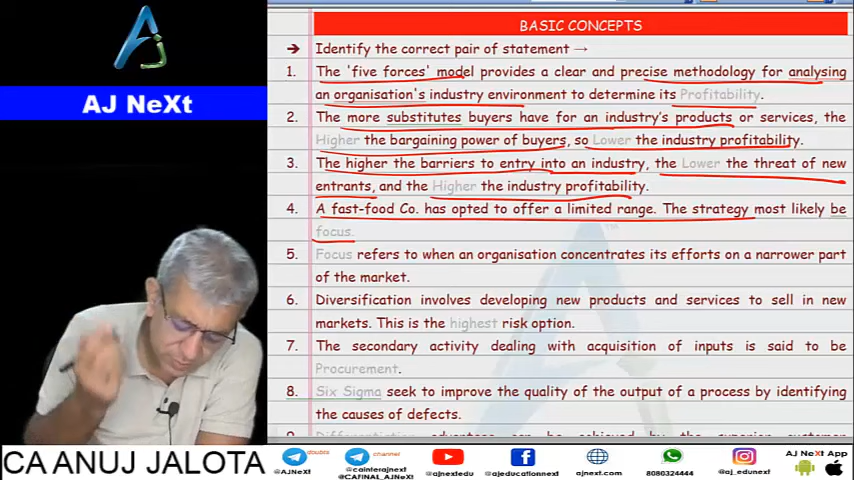 BASIC CONCEPTS
➔ Identify the correct pair of statement →
1. The 'five forces' model provides a clear and precise methodology for analysing
an organisation's industry environment to determine its Profitability.
2. The more substitutes buyers have for an industry's products or services, the
Higher the bargaining power of buyers, so Lower the industry profitability.
3. The higher the barriers to entry into an industry, the Lower the threat of new
entrants, and the Higher the industry profitability.
4. A fast-food Co. has opted to offer a limited range. The strategy most likely be
focus.
5. Focus refers to when an organisation concentrates its efforts on a narrower part
of the market.
6. Diversification involves developing new products and services to sell in new
markets. This is the highest risk option.
7. The secondary activity dealing with acquisition of inputs is said to be
Procurement.
8. Six Sigma seek to improve the quality of the output of a process by identifying
the causes of defects.
AJ NeXt
CA ANUJ JALOTA
doubts
@AJNeXt
channel
@cainterajnext
@CAFINAL_AJNeXt
@ajnextedu
@ajeducationnext
ajnext.com
8080324444
@aj_edunext
AJ NeXt App